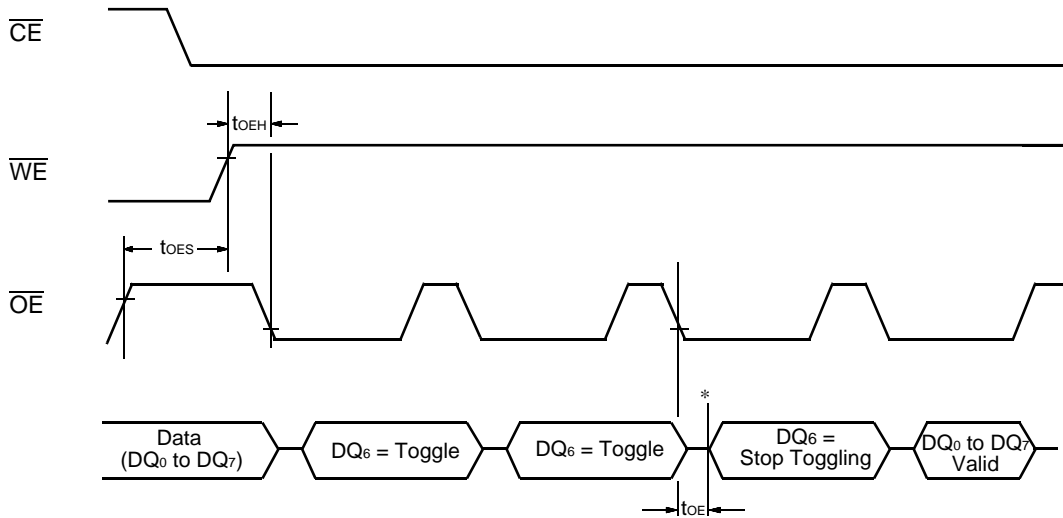 CE
tOEH
WE
tOES
OE
*
Data
(DQ0 to DQ7)
DQ6 = Toggle
DQ6 = Toggle
DQ6 =
Stop Toggling
DQ0 to DQ7
Valid
tOE